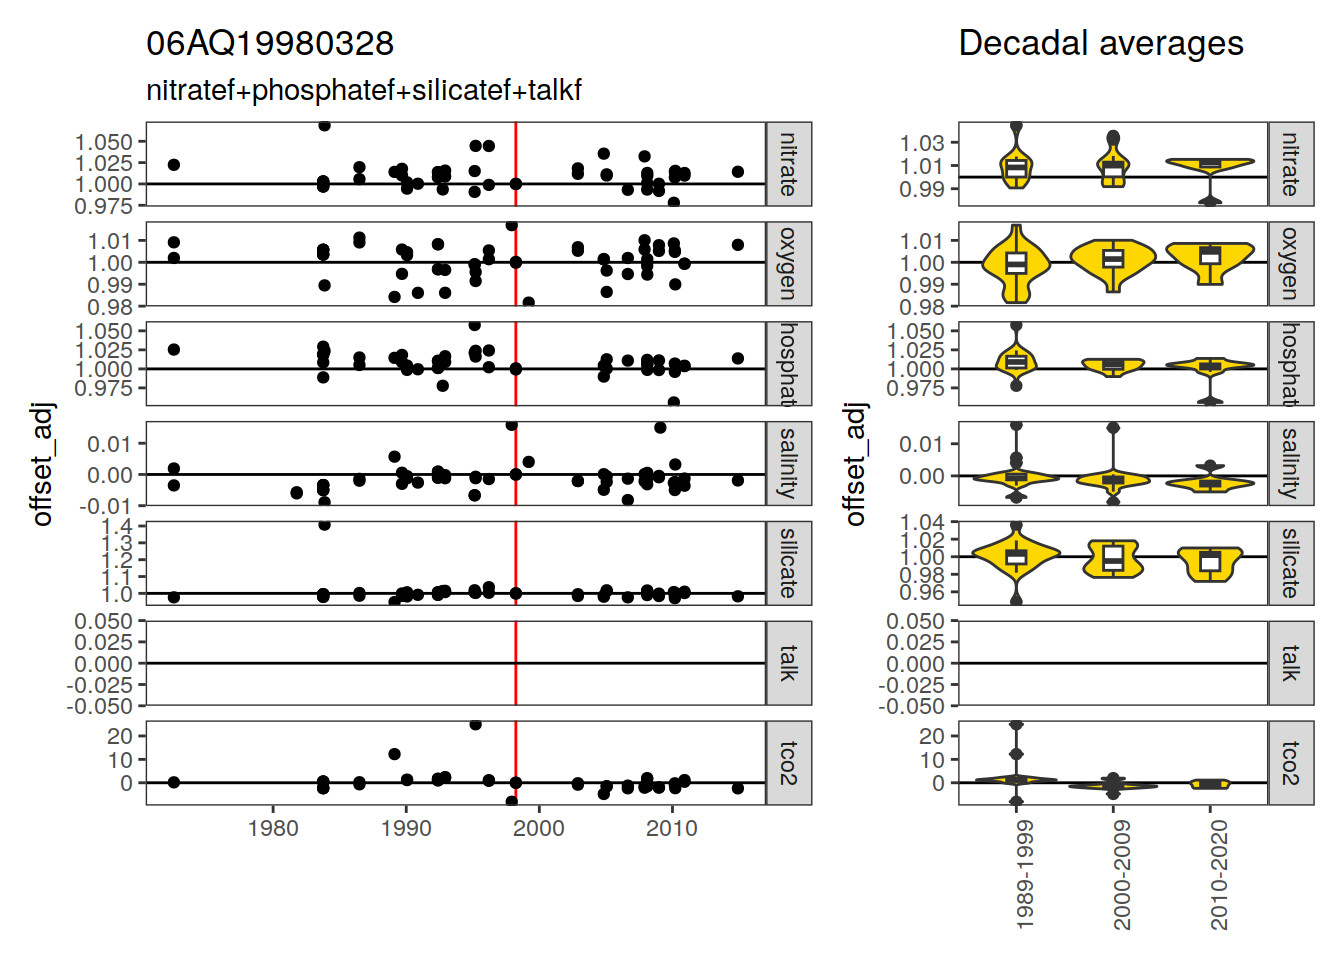 06AQ19980328
nitratef+phosphatef+silicatef+talkf
offset_adj
1.050
1.025
1.000
0.975
nitrate
1.01
1.00
0.99
0.98
oxygen
1.050
1.025
1.000
0.975
hosphat
0.01
0.00
-0.01
salinity
1.4
1.3
1.2
1.1
1.0
silicate
0.050
0.025
0.000
-0.025
-0.050
talk
20
10
0
tco2
1980 1990 2000 2010
Decadal averages
offset_adj
1.03
1.01
0.99
nitrate
1.01
1.00
0.99
0.98
oxygen
1.050
1.025
1.000
0.975
hosphat
0.01
0.00
salinity
1.04
1.02
1.00
0.98
0.96
silicate
0.050
0.025
0.000
-0.025
-0.050
talk
20
10
0
tco2
1989-1999 2000-2009 2010-2020